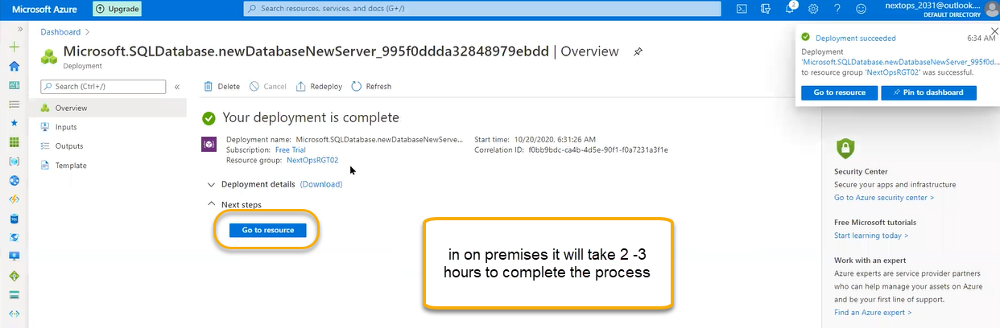 Microsoft Azure
Upgrade
Search resources, services, and docs (G+/)
2
nextops_2031@outlook....
DEFAULT DIRECTORY
Dashboard >
Microsoft.SQLDatabase.newDatabaseNewServer_995f0ddda32848979ebdd | Overview
Deployment
Search (Ctrl+/)
Overview
Inputs
Outputs
Template
Delete
Cancel
Redeploy
Refresh
Your deployment is complete
Deployment name: Microsoft.SQLDatabase.newDatabaseNewServe...
Subscription: Free Trial
Resource group: NextOpsRGT02
Start time: 10/20/2020, 6:31:26 AM
Correlation ID: f0bb9bdc-ca4b-4d5e-90f1-f0a7231a3f1e
Deployment details (Download)
Next steps
Go to resource
in on premises it will take 2 -3
hours to complete the process
Deployment succeeded
6:34 AM
Deployment
'Microsoft.SQLDatabase.newDatabaseNewServer_995f0d...
to resource group 'NextOpsRGT02' was successful.
Go to resource
Pin to dashboard
Security Center
Secure your apps and infrastructure
Go to Azure security center >
Free Microsoft tutorials
Start learning today >
Work with an expert
Azure experts are service provider partners
who can help manage your assets on Azure
and be your first line of support.
Find an Azure expert >